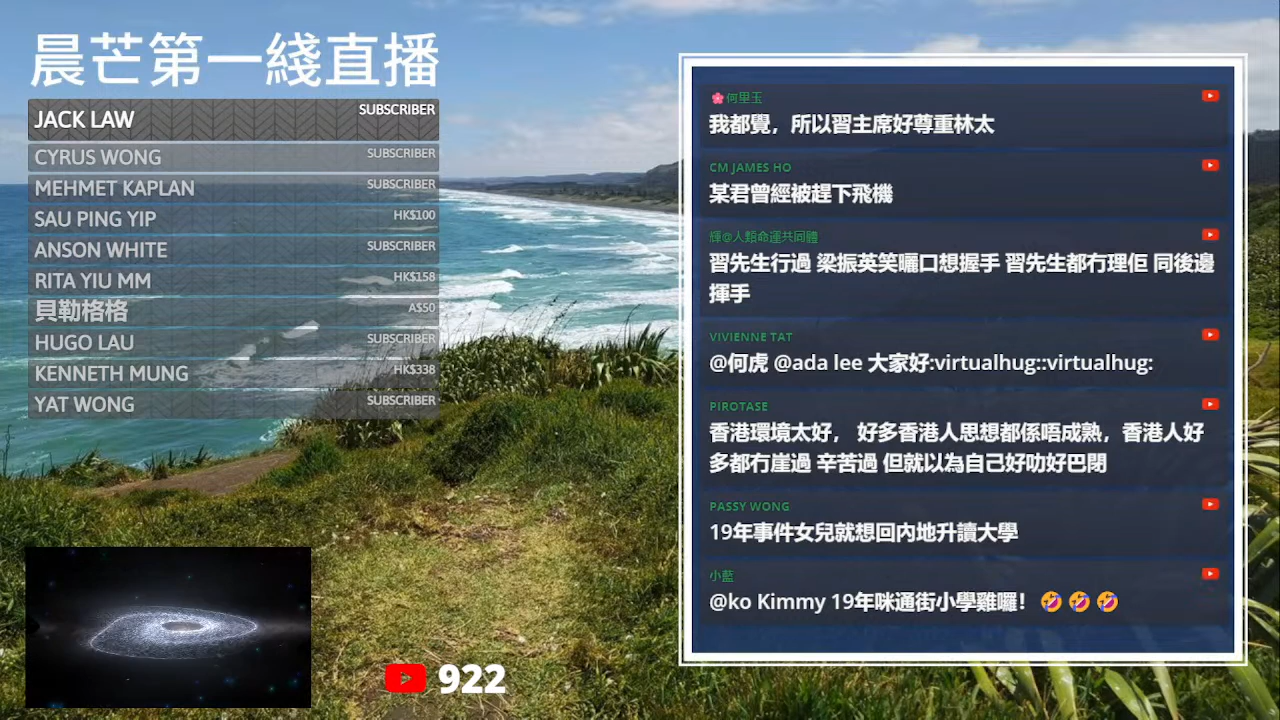 晨芒第一綫直播
JACK LAW SUBSCRIBER
CYRUS WONG SUBSCRIBER
MEHMET KAPLAN SUBSCRIBER
SAU PING YIP HK$100
ANSON WHITE SUBSCRIBER
RITA YIU MM HK$158
貝勒格格 A$50
HUGO LAU SUBSCRIBER
KENNETH MUNG HK$338
YAT WONG SUBSCRIBER
922
🌸何里玉
我都覺，所以習主席好尊重林太
CM JAMES HO
某君曾經被趕下飛機
輝@人類命運共同體
習先生行過 梁振英笑曬口想握手 習先生都冇理佢 同後邊
揮手
VIVIENNE TAT
@何虎 @ada lee 大家好:virtualhug::virtualhug:
PIROTASE
香港環境太好， 好多香港人思想都係唔成熟，香港人好
多都冇崖過 辛苦過 但就以為自己好叻好巴閉
PASSY WONG
19年事件女兒就想回內地升讀大學
小藍
@ko Kimmy 19年咪通街小學雞囉！🤣🤣🤣